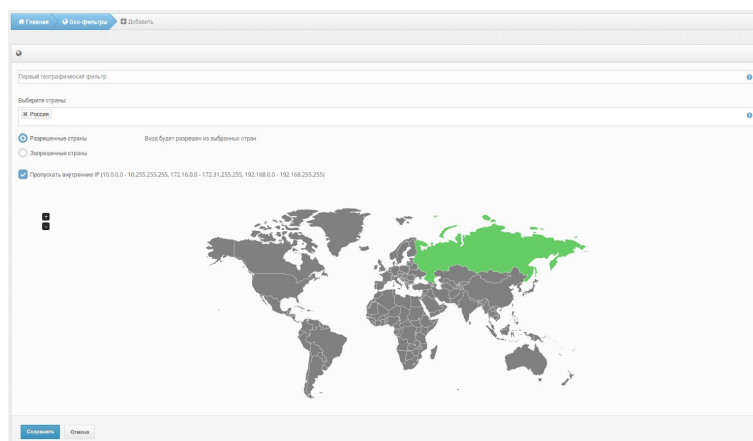 Главная Geo-фильтры Добавить
Первый географический фильтр
Выберите страны:
Россия
Разрешенные страны Вход будет разрешен из выбранных стран
Запрещенные страны
Пропускать внутренние IP (10.0.0.0 - 10.255.255.255, 172.16.0.0 - 172.31.255.255, 192.168.0.0 - 192.168.255.255)
Сохранить Отмена